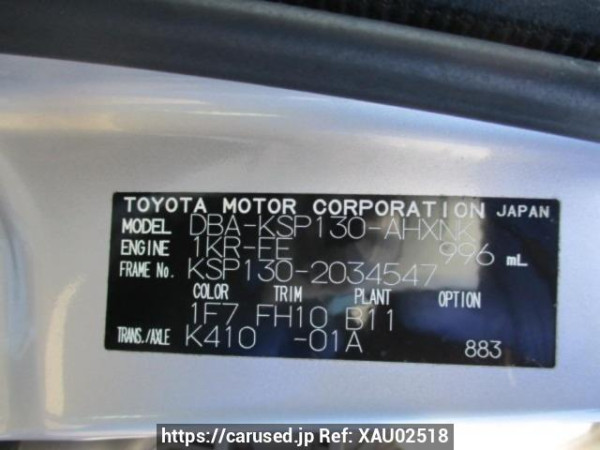 TOYOTA MOTOR CORPORATION JAPAN
MODEL DBA-KSP130-AHXNK
ENGINE 1KR-FE 996 mL
FRAME No. KSP130-2034547
COLOR TRIM PLANT OPTION
1F7 FH10 B11
TRANS./AXLE K410 -01A 883
https://carused.jp Ref: XAU02518